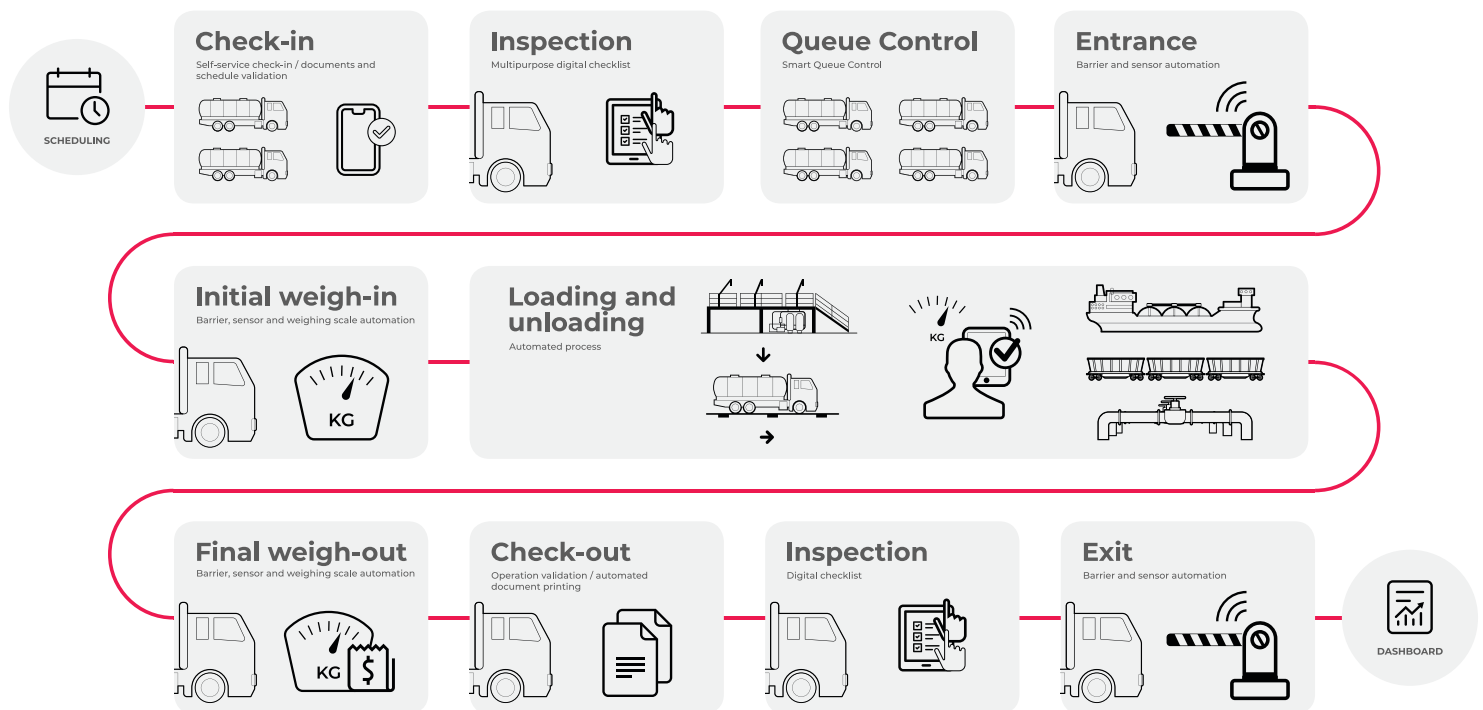 SCHEDULING
Check-in
Self-service check-in / documents and
schedule validation
Inspection
Multipurpose digital checklist
Queue Control
Smart Queue Control
Entrance
Barrier and sensor automation
Initial weigh-in
Barrier, sensor and weighing scale automation
KG
Loading and
unloading
Automated process
KG
Final weigh-out
Barrier, sensor and weighing scale automation
KG
$
Check-out
Operation validation / automated
document printing
Inspection
Digital checklist
Exit
Barrier and sensor automation
DASHBOARD